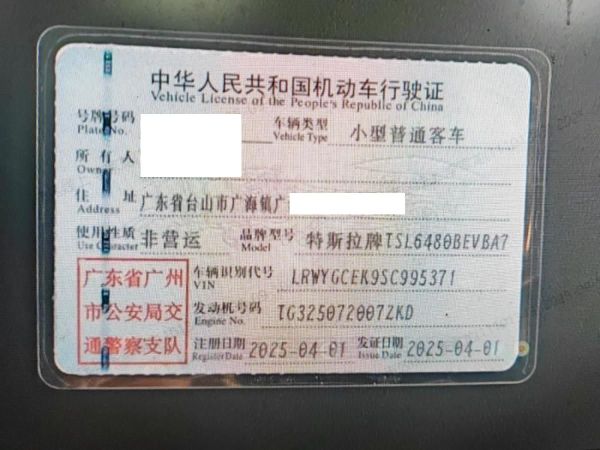 中华人民共和国机动车行驶证
Vehicle License of the People's Republic of China
号牌号码
Plate No.
车辆类型 小型普通客车
Vehicle Type
所有人
Owner
住址 广东省台山市广海镇广
Address
使用性质 非营运
Use Character
品牌型号 特斯拉牌TSL6480BEVBA7
Model
车辆识别代号 LRWYGCEK9SC995371
VIN
发动机号码 TG325072007ZKD
Engine No.
注册日期 2025-04-01
Register Date
发证日期 2025-04-01
Issue Date
广东省广州
市公安局交
通警察支队